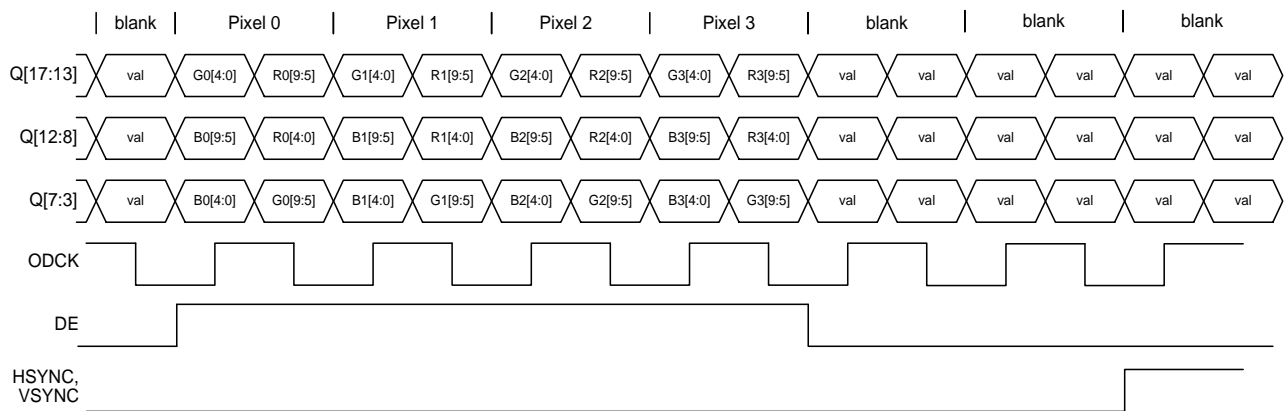 blank Pixel 0 Pixel 1 Pixel 2 Pixel 3 blank blank blank
Q[17:13] val G0[4:0] R0[9:5] G1[4:0] R1[9:5] G2[4:0] R2[9:5] G3[4:0] R3[9:5] val val val val val val
Q[12:8] val B0[9:5] R0[4:0] B1[9:5] R1[4:0] B2[9:5] R2[4:0] B3[9:5] R3[4:0] val val val val val val
Q[7:3] val B0[4:0] G0[9:5] B1[4:0] G1[9:5] B2[4:0] G2[9:5] B3[4:0] G3[9:5] val val val val val val
ODCK
DE
HSYNC,
VSYNC